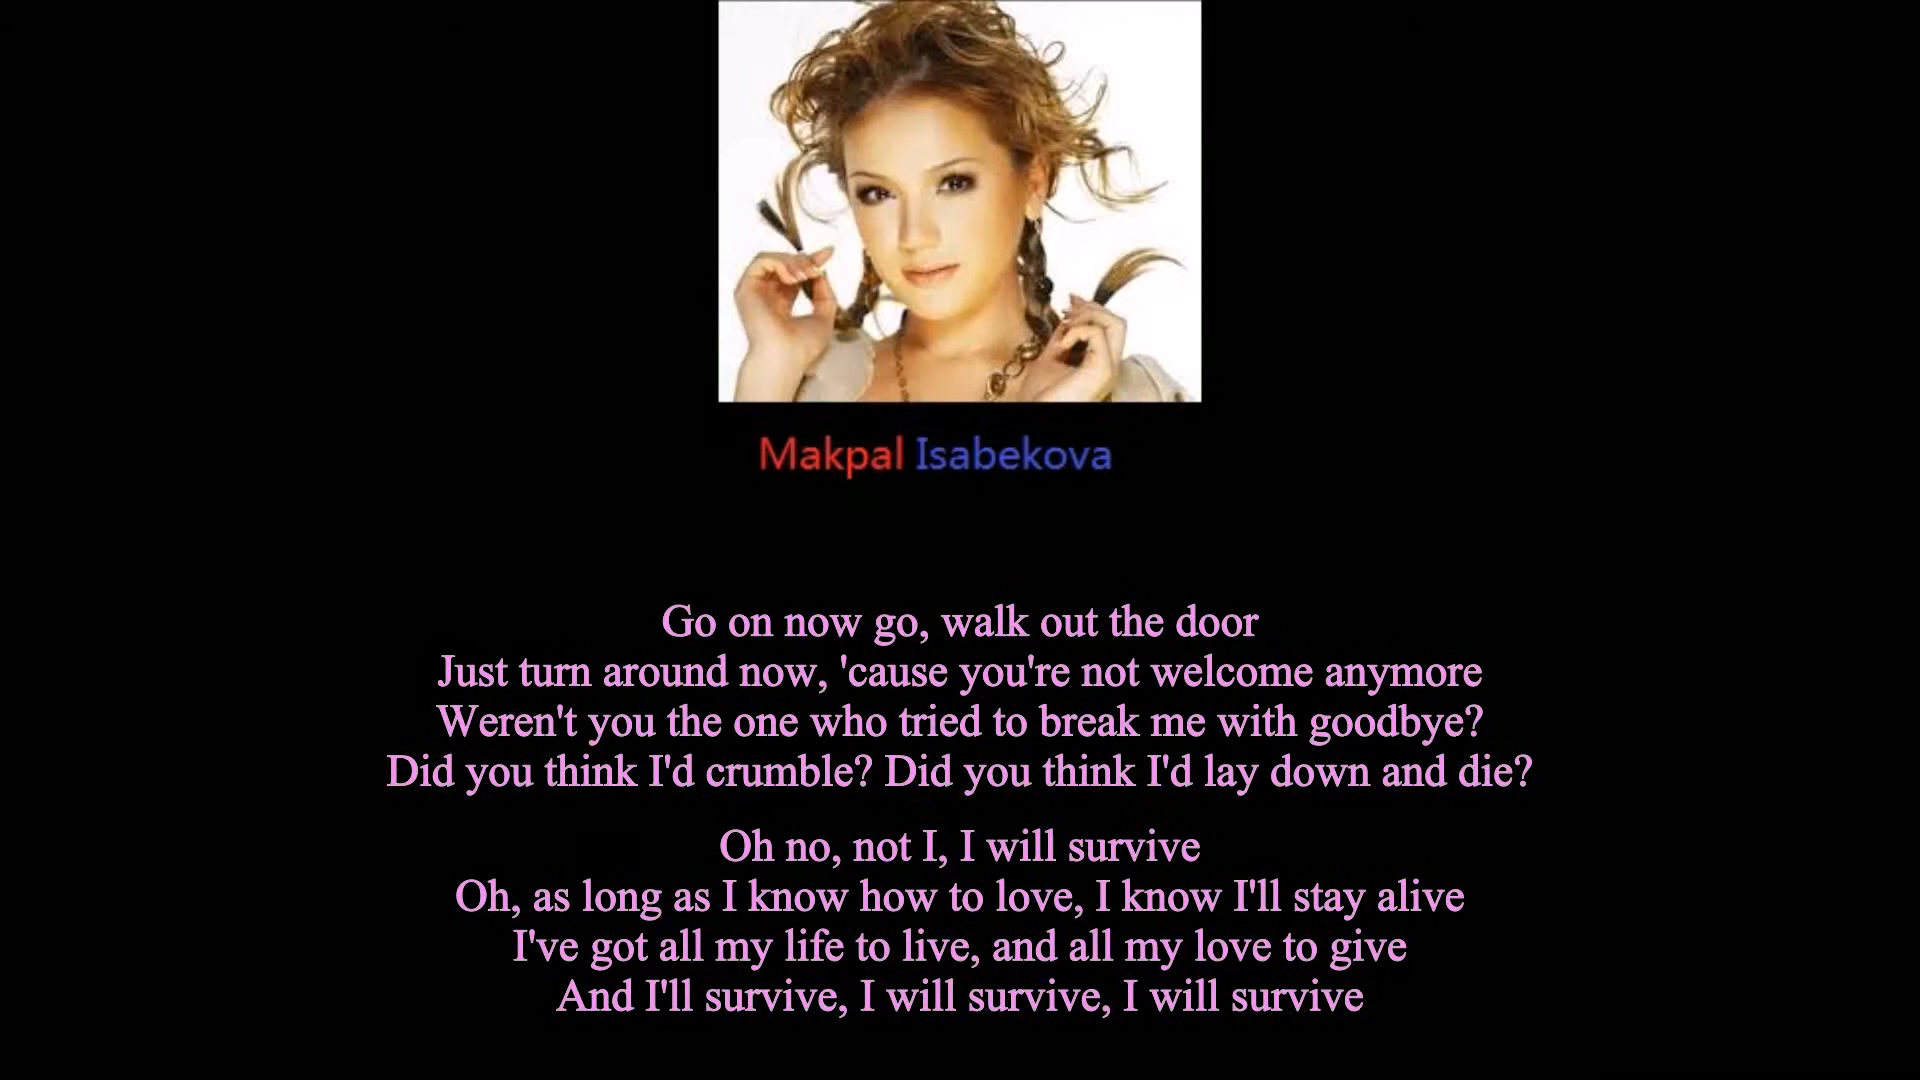 Makpal Isabekova
Go on now go, walk out the door
Just turn around now, 'cause you're not welcome anymore
Weren't you the one who tried to break me with goodbye?
Did you think I'd crumble? Did you think I'd lay down and die?
Oh no, not I, I will survive
Oh, as long as I know how to love, I know I'll stay alive
I've got all my life to live, and all my love to give
And I'll survive, I will survive, I will survive